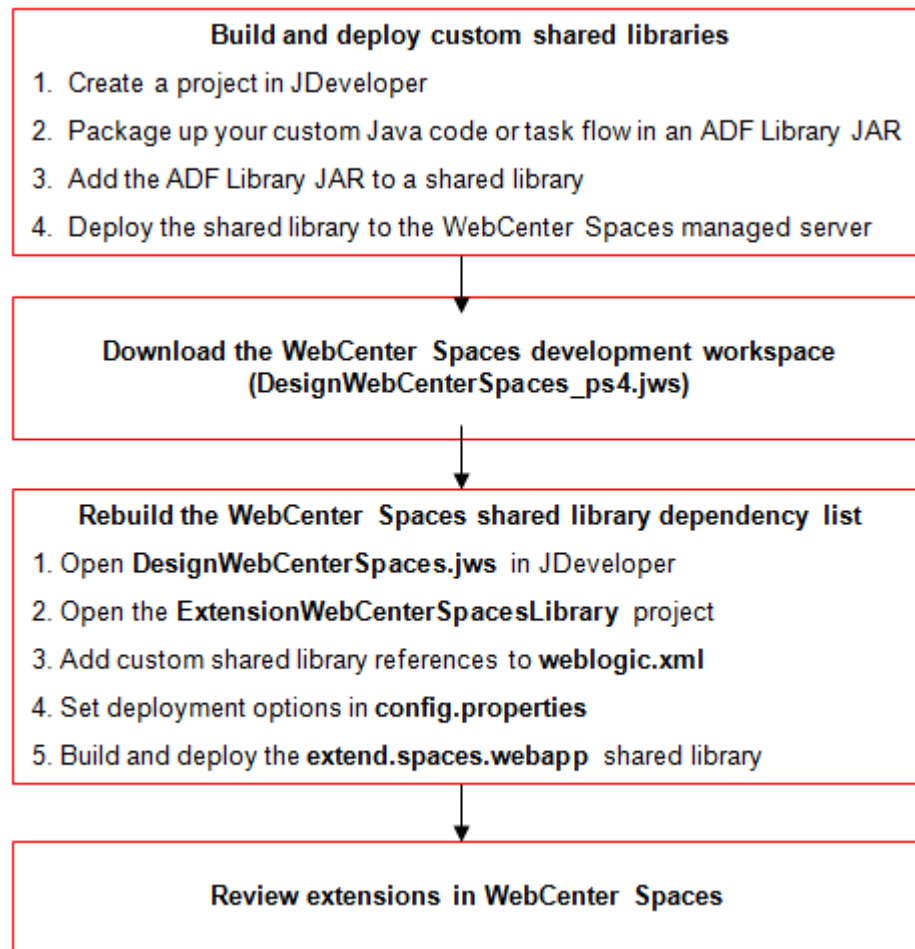 Build and deploy custom shared libraries
1. Create a project in JDeveloper
2. Package up your custom Java code or task flow in an ADF Library JAR
3. Add the ADF Library JAR to a shared library
4. Deploy the shared library to the WebCenter Spaces managed server
Download the WebCenter Spaces development workspace
(DesignWebCenterSpaces_ps4.jws)
Rebuild the WebCenter Spaces shared library dependency list
1. Open DesignWebCenterSpaces.jws in JDeveloper
2. Open the ExtensionWebCenterSpacesLibrary project
3. Add custom shared library references to weblogic.xml
4. Set deployment options in config.properties
5. Build and deploy the extend.spaces.webapp shared library
Review extensions in WebCenter Spaces